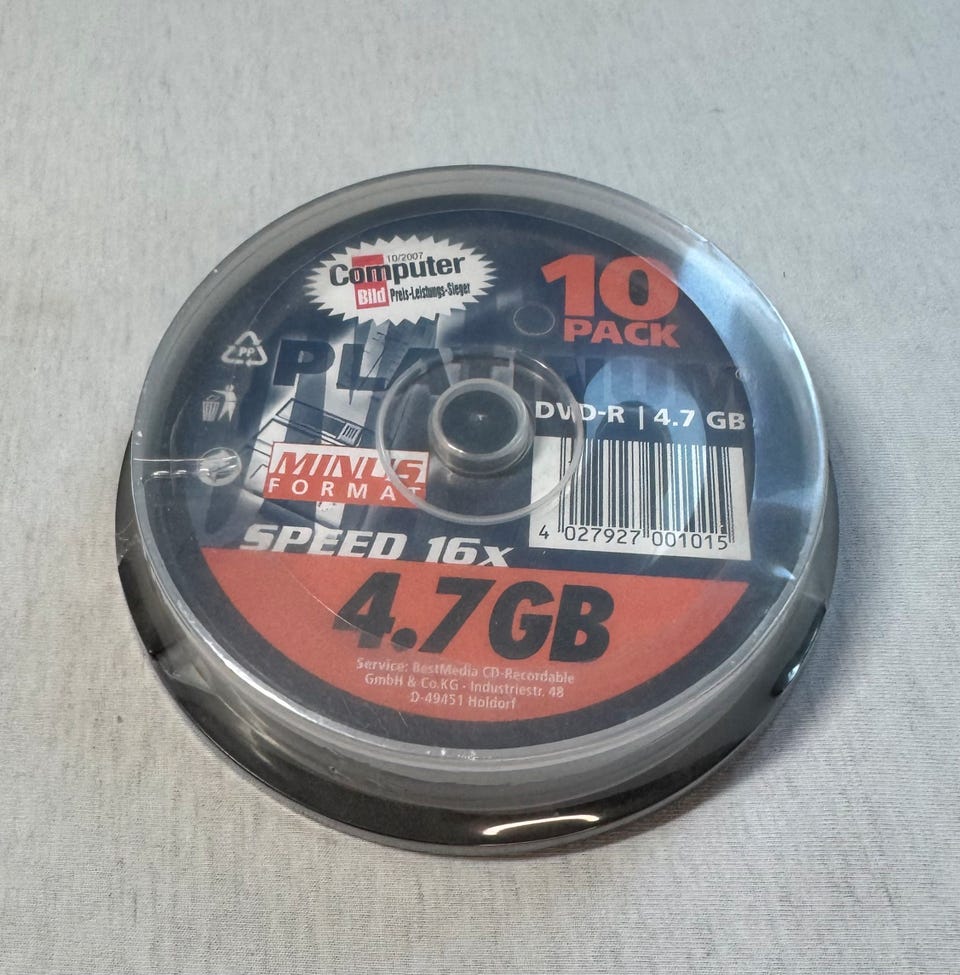 10/2007
Computer
Bild Preis-Leistungs-Sieger
10
PACK
PP
PLATINUM®
DVD-R | 4.7 GB
MINUS
FORMAT
4 027927 001015
SPEED 16x
4.7GB
Service: BestMedia CD-Recordable
GmbH & Co.KG - Industriestr. 48
D-49451 Holdorf